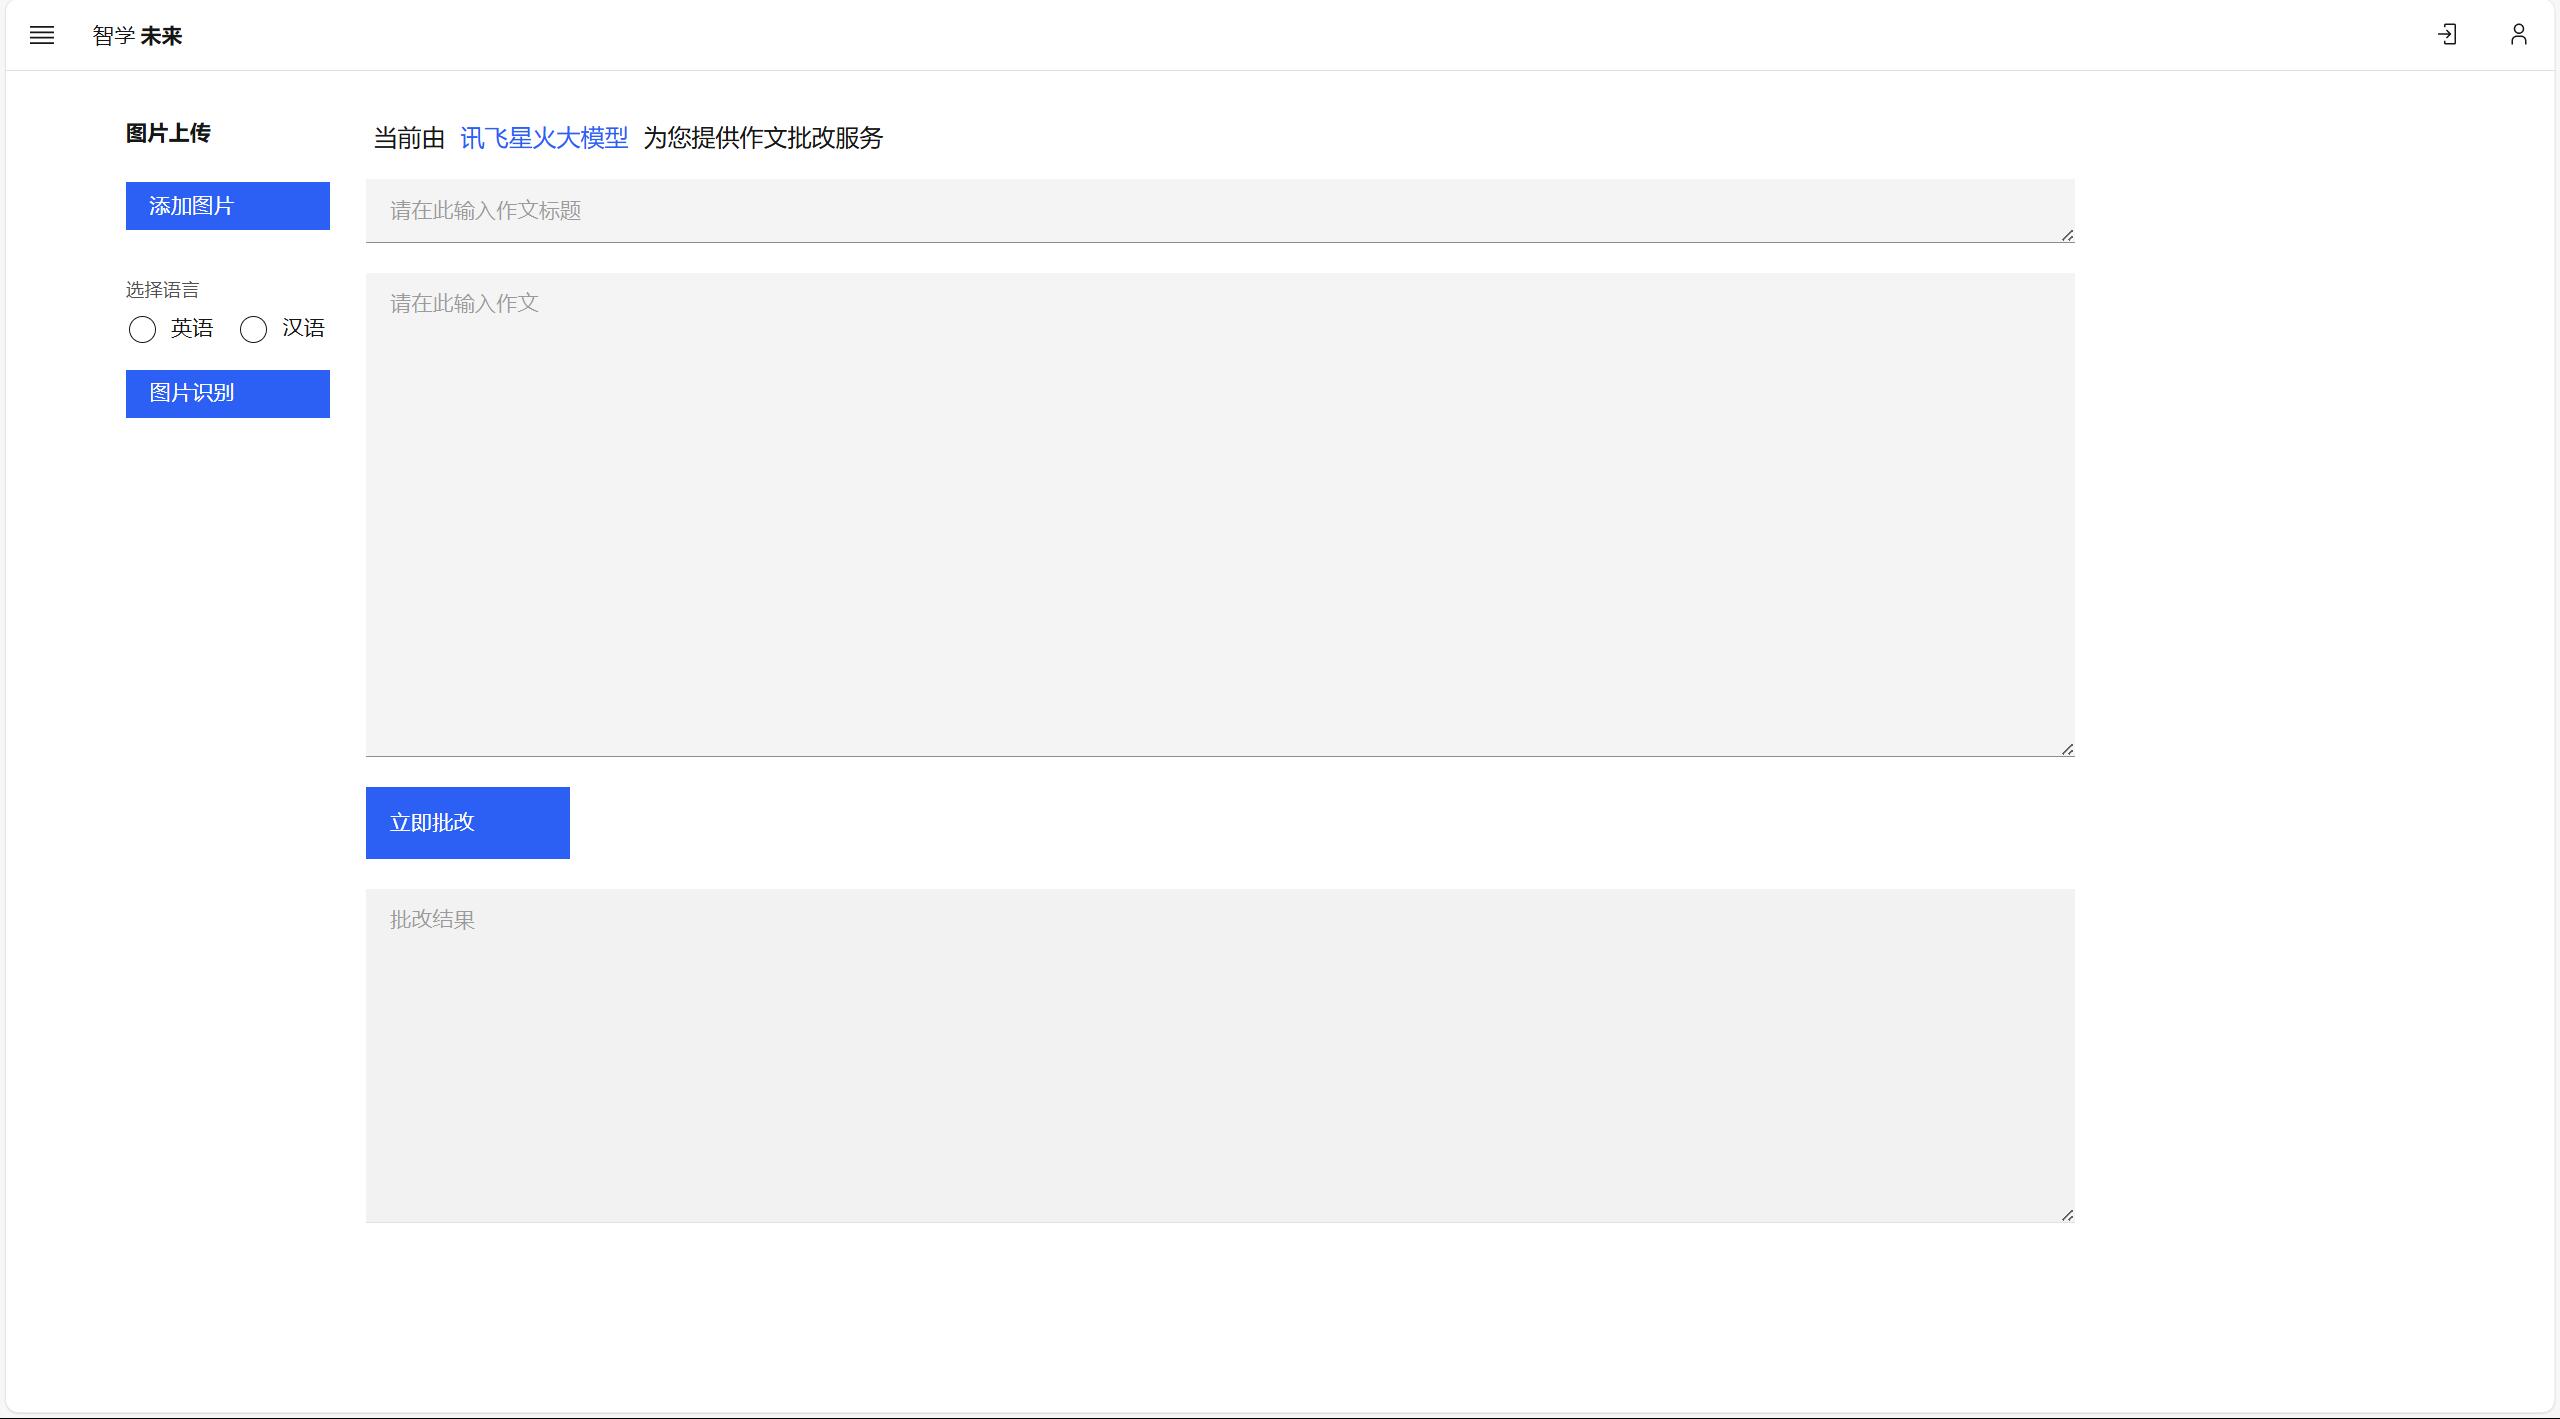 智学 未来
图片上传
添加图片
选择语言
英语 汉语
图片识别
当前由 讯飞星火大模型 为您提供作文批改服务
请在此输入作文标题
请在此输入作文
立即批改
批改结果